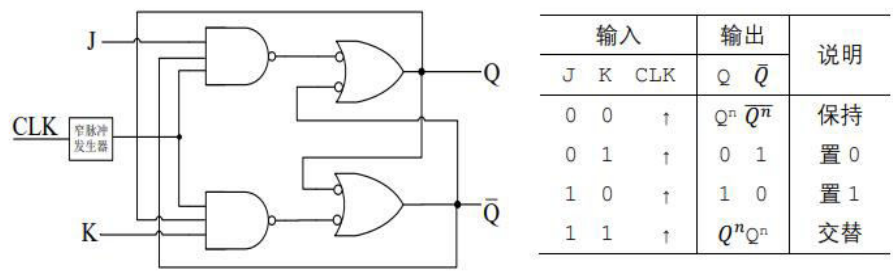 J
Q
CLK
窄脉冲
发生器
K
Q̄
输入 输出 说明
J K CLK Q Q̄
0 0 ↑ Qⁿ Q̅ⁿ 保持
0 1 ↑ 0 1 置0
1 0 ↑ 1 0 置1
1 1 ↑ QⁿQⁿ 交替